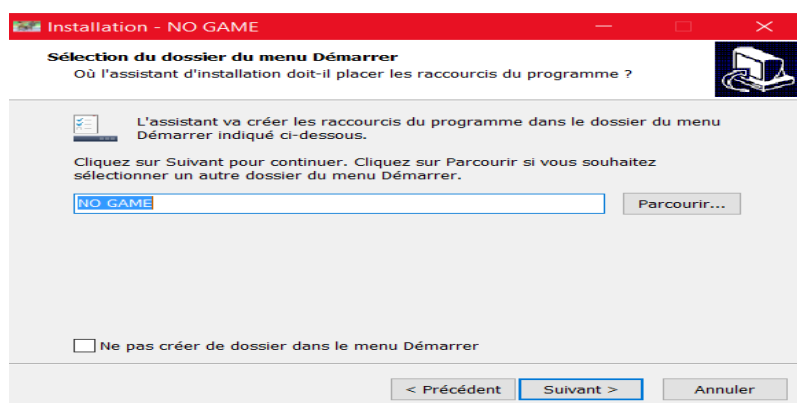 Installation - NO GAME
Sélection du dossier du menu Démarrer
Où l'assistant d'installation doit-il placer les raccourcis du programme ?
L'assistant va créer les raccourcis du programme dans le dossier du menu
Démarrer indiqué ci-dessous.
Cliquez sur Suivant pour continuer. Cliquez sur Parcourir si vous souhaitez
sélectionner un autre dossier du menu Démarrer.
NO GAME
Parcourir...
Ne pas créer de dossier dans le menu Démarrer
< Précédent
Suivant >
Annuler